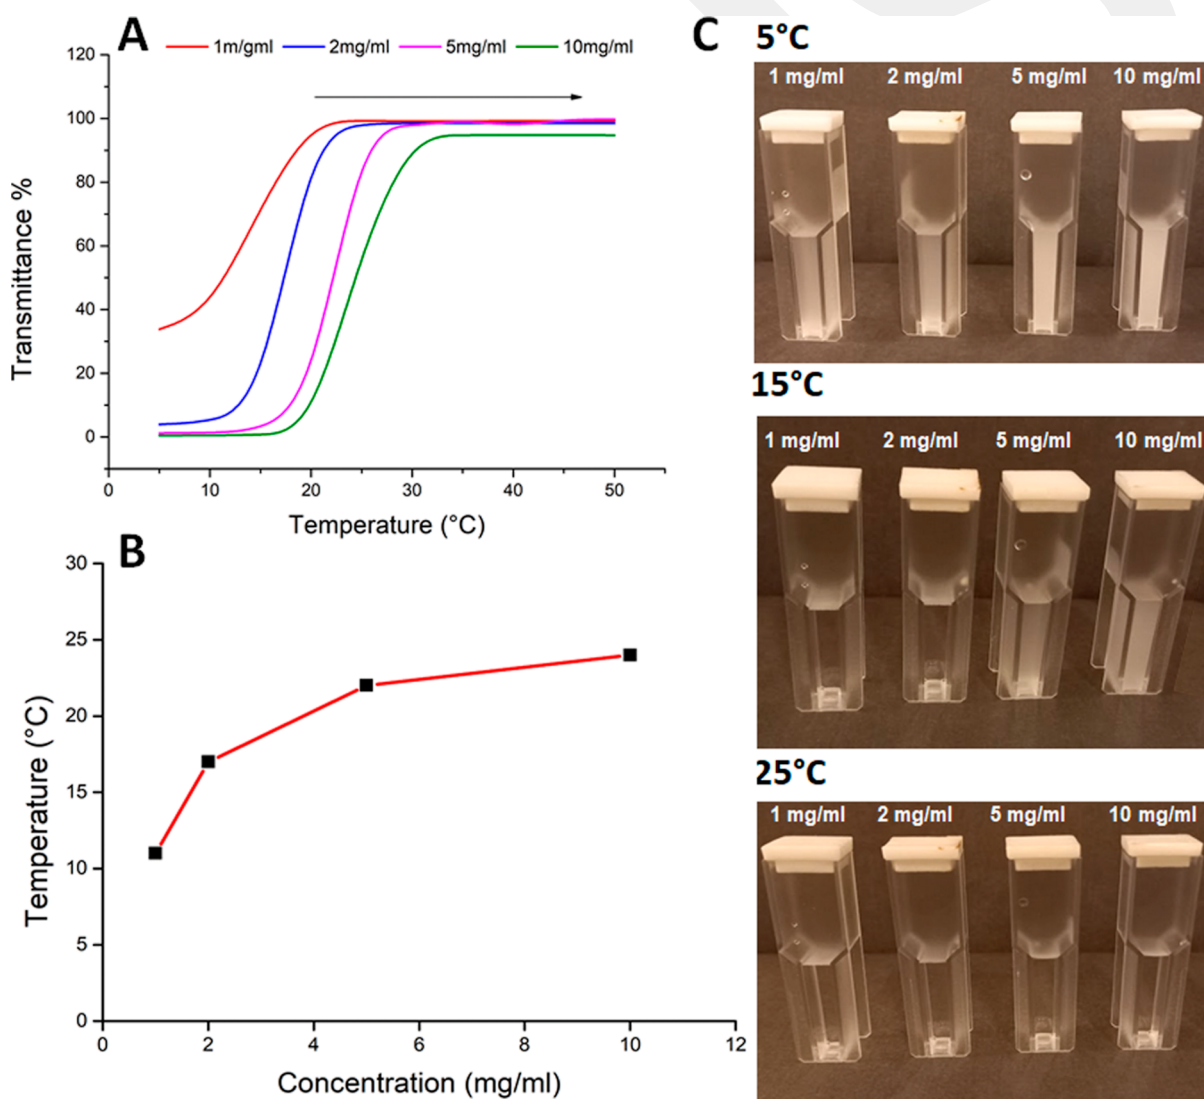 A
1m/gml 2mg/ml 5mg/ml 10mg/ml
120
100
80
60
40
20
0
Transmittance %
0 10 20 30 40 50
Temperature (°C)
B
30
25
20
15
10
5
0
Temperature (°C)
0 2 4 6 8 10 12
Concentration (mg/ml)
C
5°C
1 mg/ml 2 mg/ml 5 mg/ml 10 mg/ml
15°C
1 mg/ml 2 mg/ml 5 mg/ml 10 mg/ml
25°C
1 mg/ml 2 mg/ml 5 mg/ml 10 mg/ml